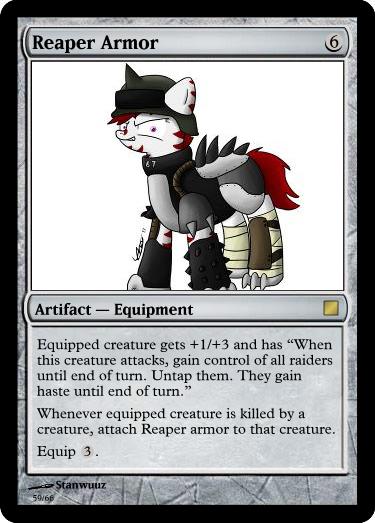 Reaper Armor 6
67
Artifact — Equipment
Equipped creature gets +1/+3 and has “When
this creature attacks, gain control of all raiders
until end of turn. Untap them. They gain
haste until end of turn.”
Whenever equipped creature is killed by a
creature, attach Reaper armor to that creature.
Equip 3.
Stanwuuz
59/66